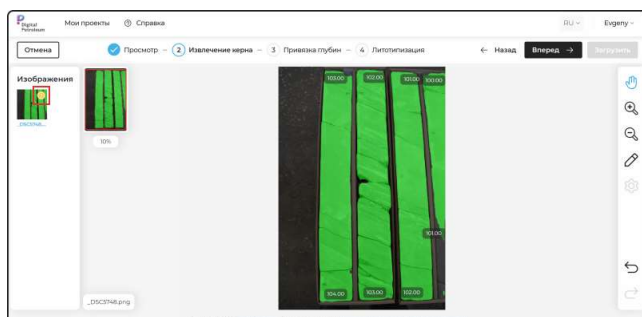 Digital Petroleum
Мои проекты
Справка
RU
Evgeny
Отмена
Просмотр – 2 Извлечение керна – 3 Привязка глубин – 4 Литотипизация
← Назад
Вперед →
Загрузить
Изображения
_DSC5748...
10%
103.00 102.00 101.00 100.00
101.00
104.00 103.00 102.00
_DSC5748.png